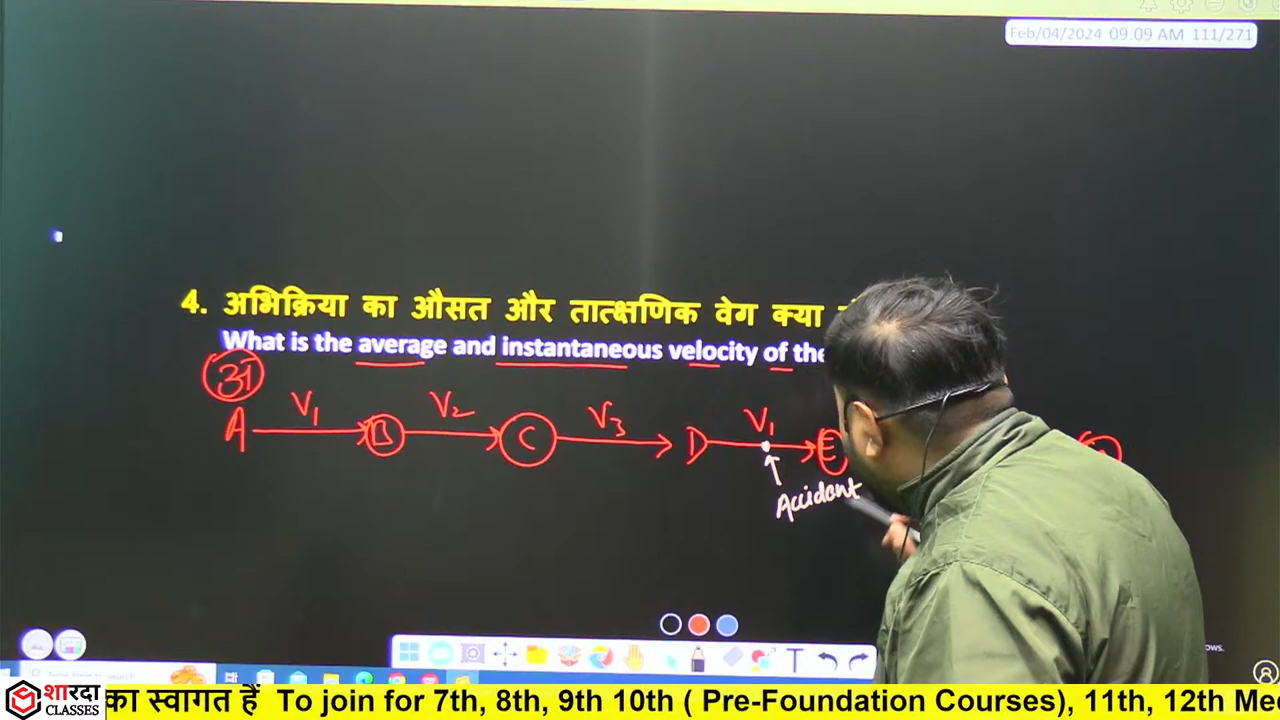 Feb/04/2024 09.09 AM 111/271
4. अभिक्रिया का औसत और तात्क्षणिक वेग क्या
What is the average and instantaneous velocity of the
अ
A V1 B V2 C V3 D V1 E
Accident
शारदा
CLASSES
का स्वागत हैं To join for 7th, 8th, 9th 10th ( Pre-Foundation Courses), 11th, 12th Med